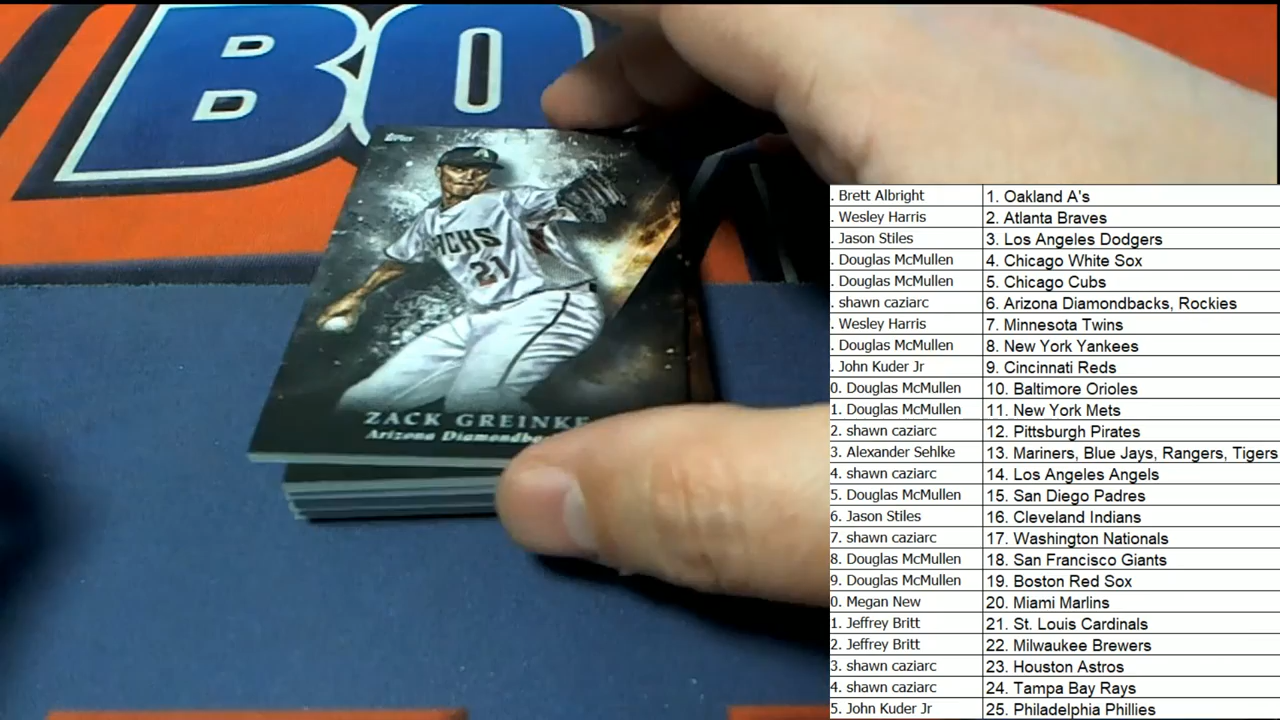 BO
Topps
ACKS
21
ZACK GREINKE
Arizona Diamondba
. Brett Albright 1. Oakland A's
. Wesley Harris 2. Atlanta Braves
. Jason Stiles 3. Los Angeles Dodgers
. Douglas McMullen 4. Chicago White Sox
. Douglas McMullen 5. Chicago Cubs
. shawn caziarc 6. Arizona Diamondbacks, Rockies
. Wesley Harris 7. Minnesota Twins
. Douglas McMullen 8. New York Yankees
. John Kuder Jr 9. Cincinnati Reds
0. Douglas McMullen 10. Baltimore Orioles
1. Douglas McMullen 11. New York Mets
2. shawn caziarc 12. Pittsburgh Pirates
3. Alexander Sehlke 13. Mariners, Blue Jays, Rangers, Tigers
4. shawn caziarc 14. Los Angeles Angels
5. Douglas McMullen 15. San Diego Padres
6. Jason Stiles 16. Cleveland Indians
7. shawn caziarc 17. Washington Nationals
8. Douglas McMullen 18. San Francisco Giants
9. Douglas McMullen 19. Boston Red Sox
0. Megan New 20. Miami Marlins
1. Jeffrey Britt 21. St. Louis Cardinals
2. Jeffrey Britt 22. Milwaukee Brewers
3. shawn caziarc 23. Houston Astros
4. shawn caziarc 24. Tampa Bay Rays
5. John Kuder Jr 25. Philadelphia Phillies